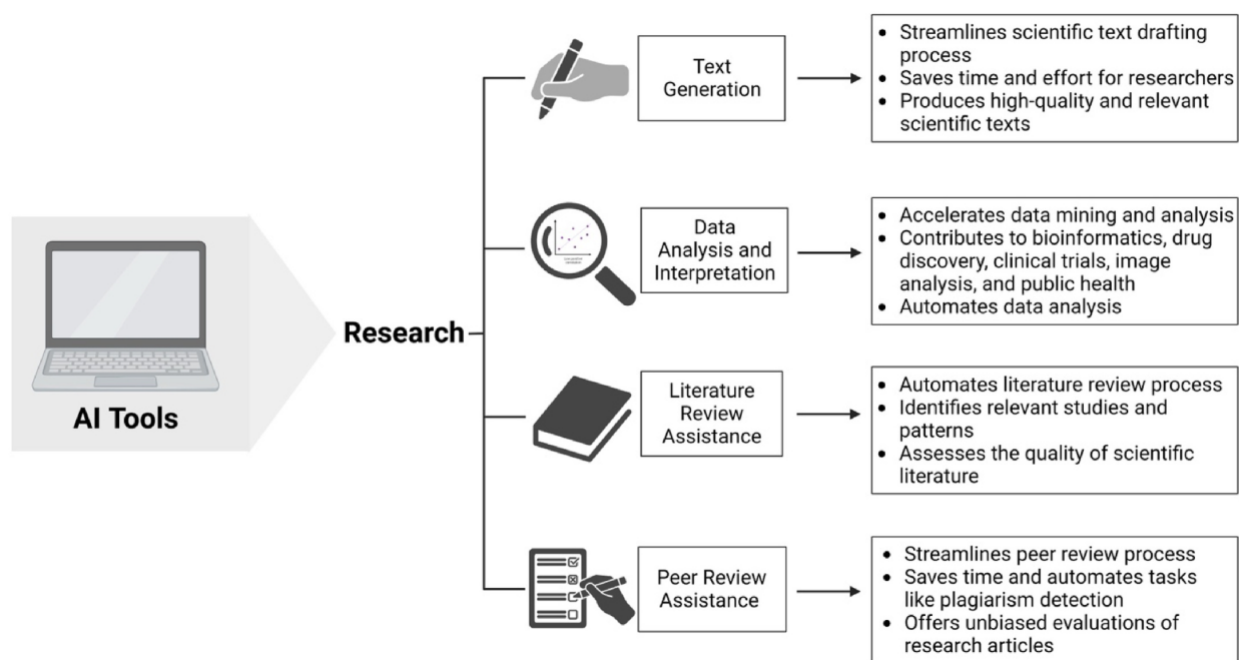 AI Tools
Research
Text
Generation
• Streamlines scientific text drafting
process
• Saves time and effort for researchers
• Produces high-quality and relevant
scientific texts
Data
Analysis and
Interpretation
• Accelerates data mining and analysis
• Contributes to bioinformatics, drug
discovery, clinical trials, image
analysis, and public health
• Automates data analysis
Literature
Review
Assistance
• Automates literature review process
• Identifies relevant studies and
patterns
• Assesses the quality of scientific
literature
Peer Review
Assistance
• Streamlines peer review process
• Saves time and automates tasks
like plagiarism detection
• Offers unbiased evaluations of
research articles